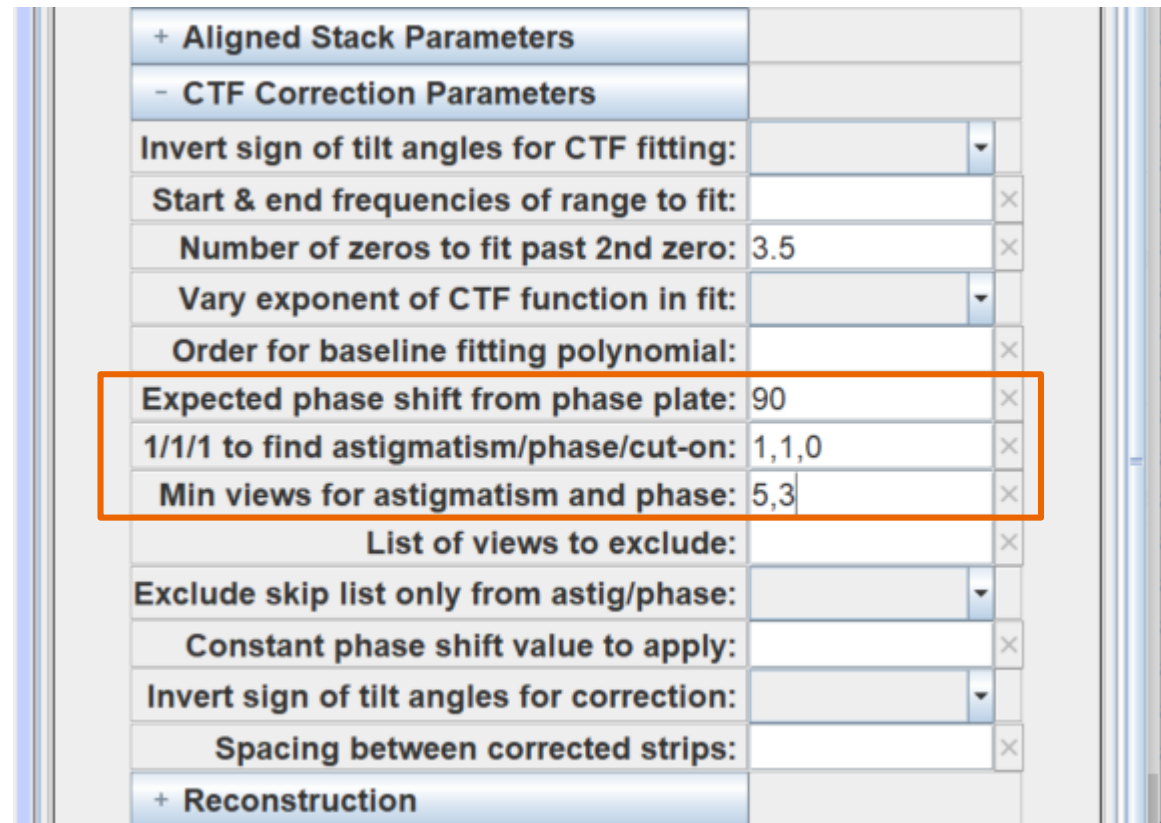 + Aligned Stack Parameters
- CTF Correction Parameters
Invert sign of tilt angles for CTF fitting:
Start & end frequencies of range to fit:
Number of zeros to fit past 2nd zero: 3.5
Vary exponent of CTF function in fit:
Order for baseline fitting polynomial:
Expected phase shift from phase plate: 90
1/1/1 to find astigmatism/phase/cut-on: 1,1,0
Min views for astigmatism and phase: 5,3
List of views to exclude:
Exclude skip list only from astig/phase:
Constant phase shift value to apply:
Invert sign of tilt angles for correction:
Spacing between corrected strips:
+ Reconstruction